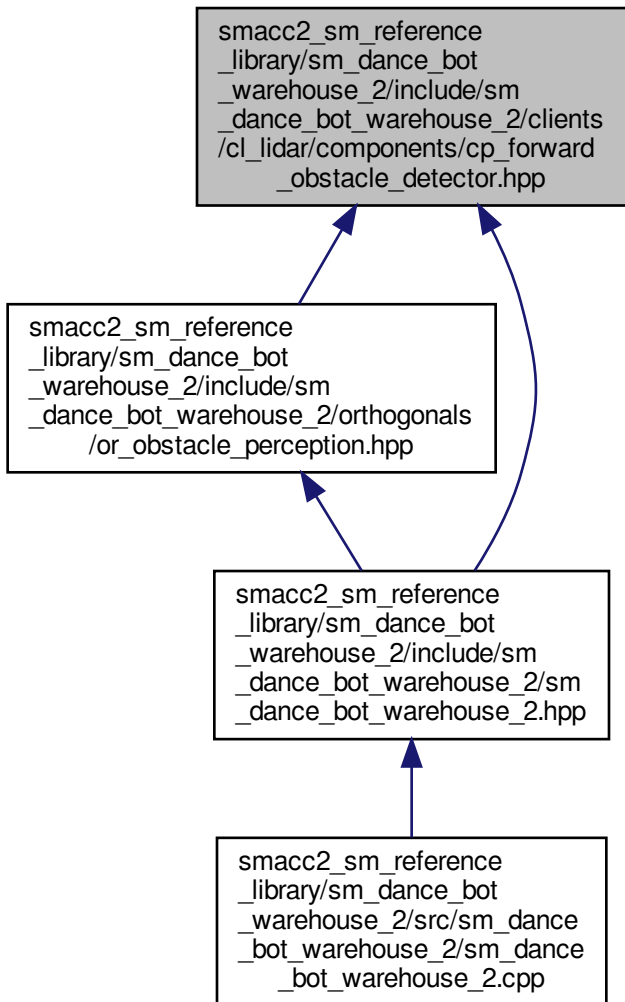 smacc2_sm_reference
_library/sm_dance_bot
_warehouse_2/include/sm
_dance_bot_warehouse_2/clients
/cl_lidar/components/cp_forward
_obstacle_detector.hpp
smacc2_sm_reference
_library/sm_dance_bot
_warehouse_2/include/sm
_dance_bot_warehouse_2/orthogonals
/or_obstacle_perception.hpp
smacc2_sm_reference
_library/sm_dance_bot
_warehouse_2/include/sm
_dance_bot_warehouse_2/sm
_dance_bot_warehouse_2.hpp
smacc2_sm_reference
_library/sm_dance_bot
_warehouse_2/src/sm_dance
_bot_warehouse_2/sm_dance
_bot_warehouse_2.cpp